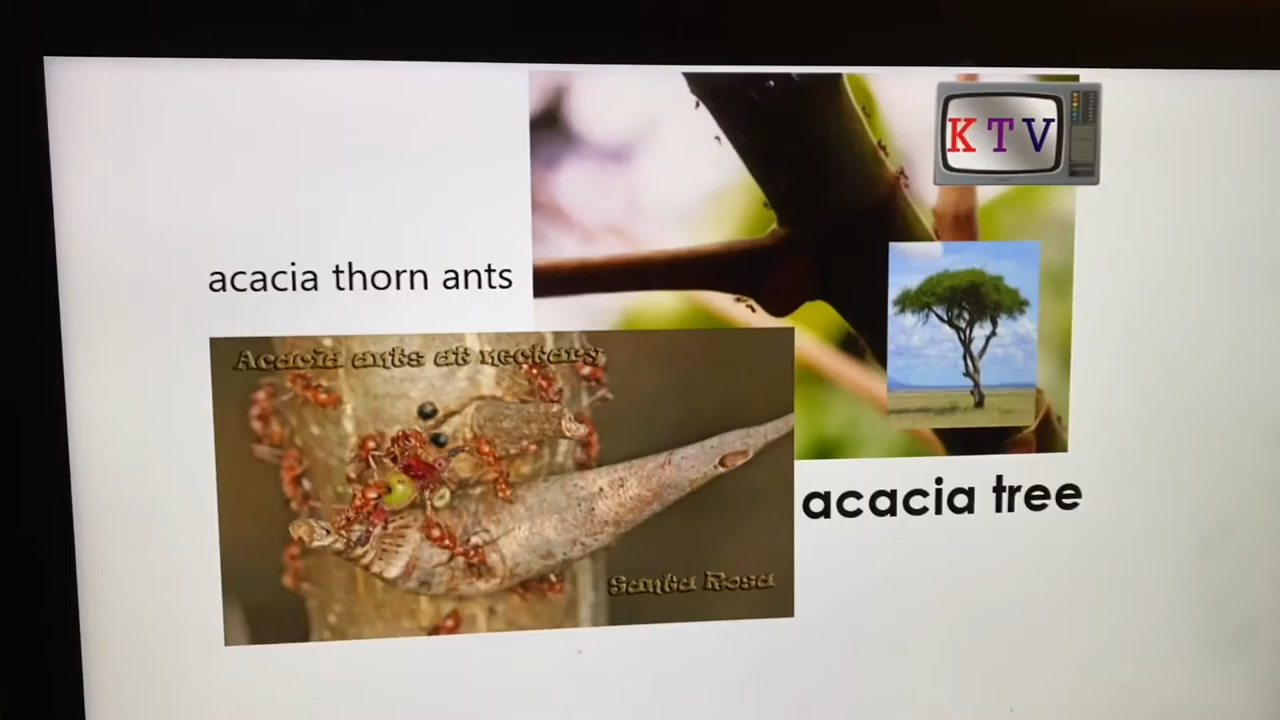 KTV
acacia thorn ants
Acacia ants at nectary
Santa Rosa
acacia tree